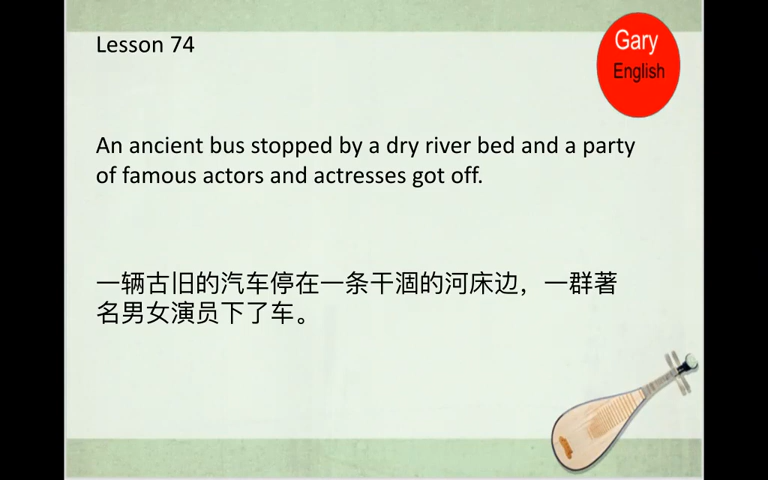 Lesson 74
Gary
English
An ancient bus stopped by a dry river bed and a party
of famous actors and actresses got off.
一辆古旧的汽车停在一条干涸的河床边，一群著
名男女演员下了车。